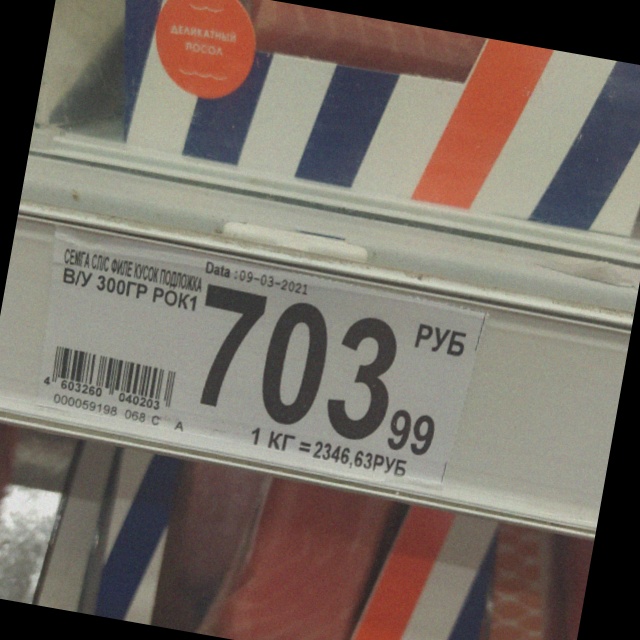 ДЕЛИКАТНЫЙ
ПОСОЛ
СЕМГА СЛ/С ФИЛЕ КУСОК ПОДЛОЖКА
В/У 300ГР РОК1
Data :09-03-2021
703 99
РУБ
1 КГ =2346,63РУБ
4 603260 040203
000059198 068 C A